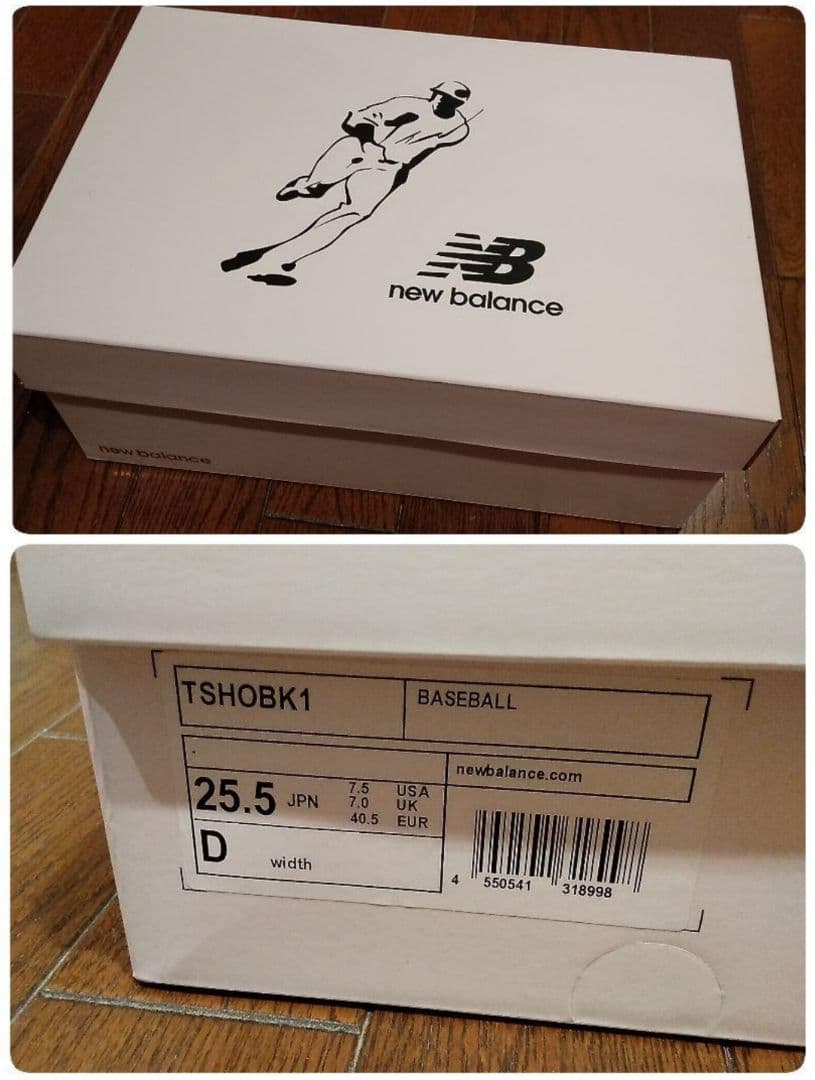 NB
new balance
new balance
TSHOBK1
BASEBALL
newbalance.com
25.5 JPN
7.5 USA
7.0 UK
40.5 EUR
D width
4 550541 318998